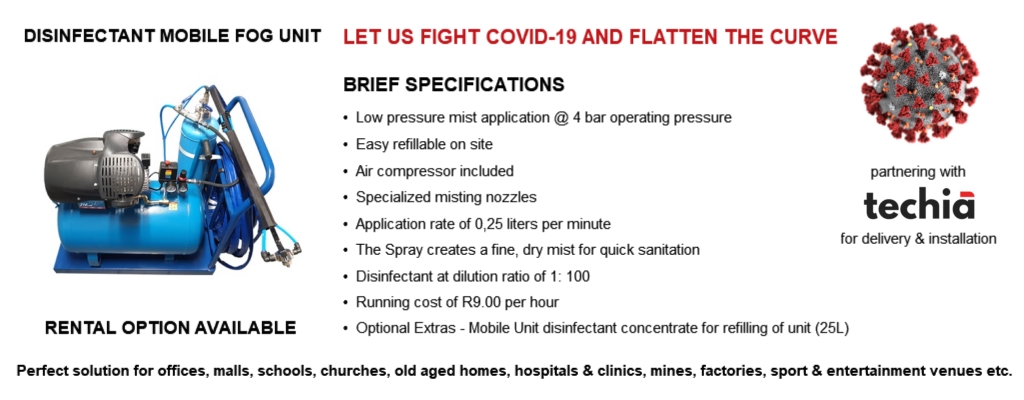 DISINFECTANT MOBILE FOG UNIT
RENTAL OPTION AVAILABLE
LET US FIGHT COVID-19 AND FLATTEN THE CURVE
BRIEF SPECIFICATIONS
• Low pressure mist application @ 4 bar operating pressure
• Easy refillable on site
• Air compressor included
• Specialized misting nozzles
• Application rate of 0,25 liters per minute
• The Spray creates a fine, dry mist for quick sanitation
• Disinfectant at dilution ratio of 1: 100
• Running cost of R9.00 per hour
• Optional Extras - Mobile Unit disinfectant concentrate for refilling of unit (25L)
partnering with
techia
for delivery & installation
Perfect solution for offices, malls, schools, churches, old aged homes, hospitals & clinics, mines, factories, sport & entertainment venues etc.